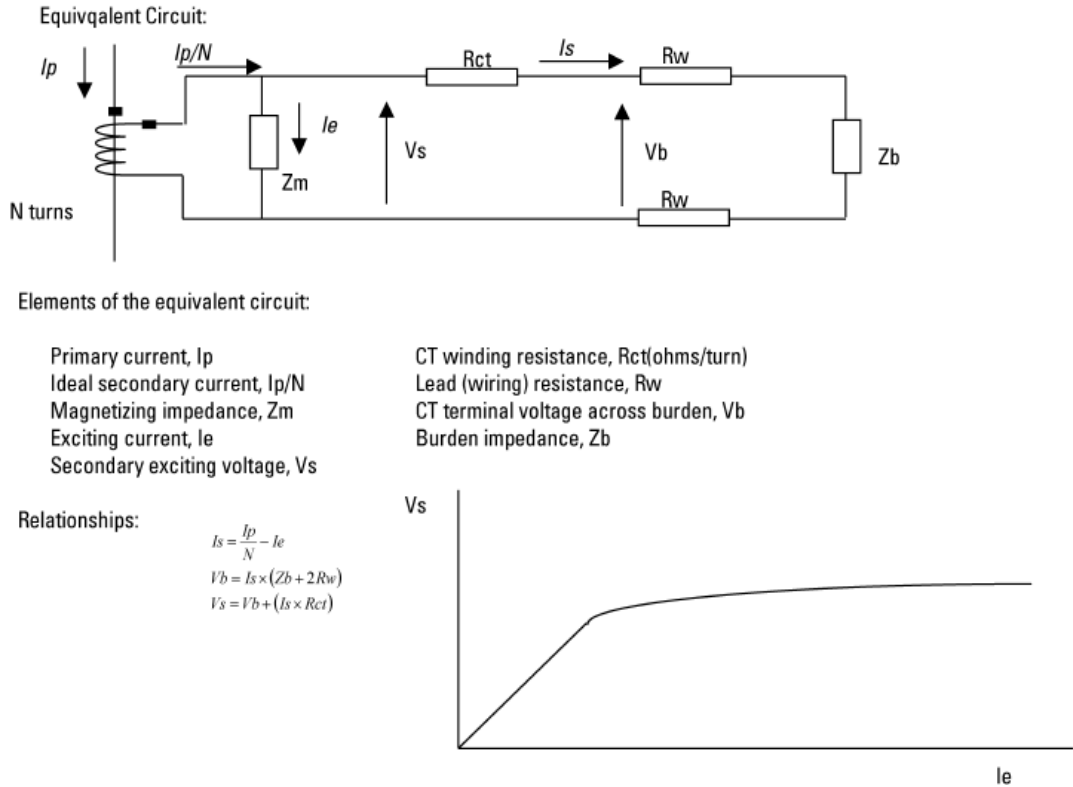 Equivqalent Circuit:
Ip
Ip/N
Rct
Is
Rw
Ie
Vs
Vb
Zb
Zm
Rw
N turns
Elements of the equivalent circuit:
Primary current, Ip
Ideal secondary current, Ip/N
Magnetizing impedance, Zm
Exciting current, Ie
Secondary exciting voltage, Vs
CT winding resistance, Rct(ohms/turn)
Lead (wiring) resistance, Rw
CT terminal voltage across burden, Vb
Burden impedance, Zb
Relationships:
Is = Ip/N − Ie
Vb = Is × (Zb + 2Rw)
Vs = Vb + (Is × Rct)
Vs
Ie